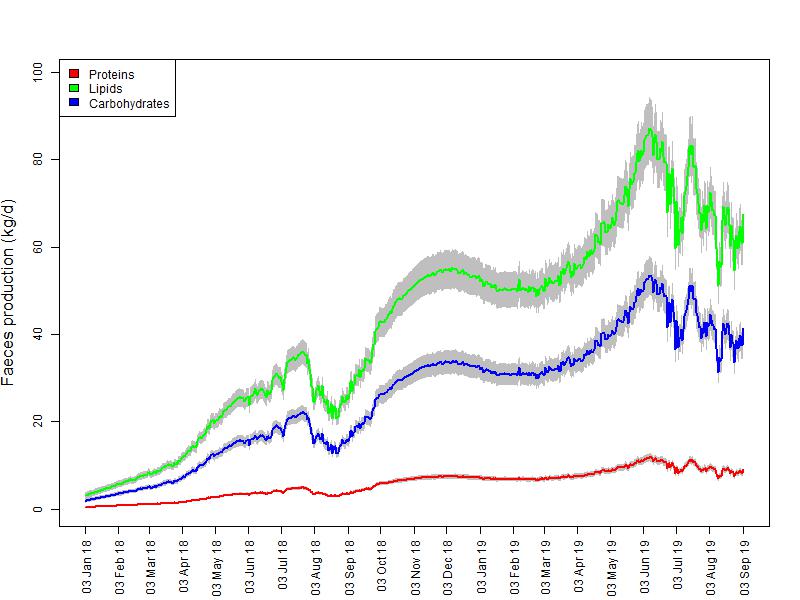 Proteins
Lipids
Carbohydrates
Faeces production (kg/d)
100
80
60
40
20
0
03 Jan 18
03 Feb 18
03 Mar 18
03 Apr 18
03 May 18
03 Jun 18
03 Jul 18
03 Aug 18
03 Sep 18
03 Oct 18
03 Nov 18
03 Dec 18
03 Jan 19
03 Feb 19
03 Mar 19
03 Apr 19
03 May 19
03 Jun 19
03 Jul 19
03 Aug 19
03 Sep 19